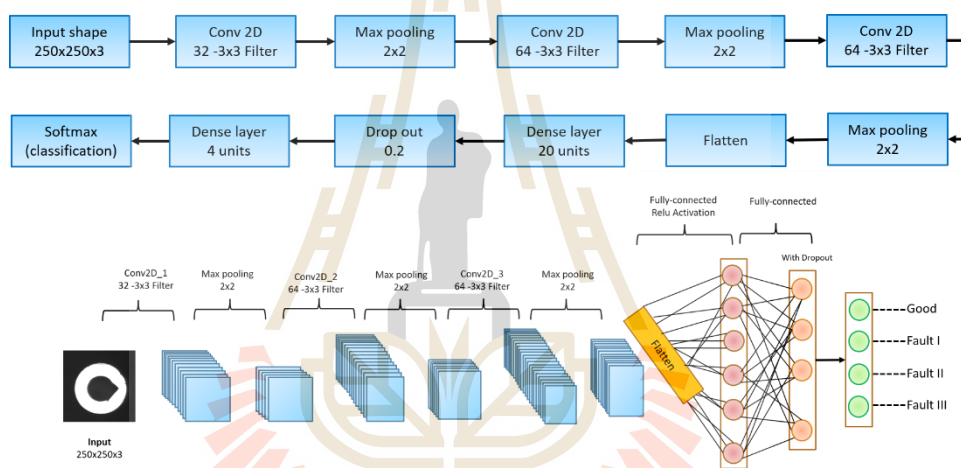 Input shape
250x250x3
Conv 2D
32 -3x3 Filter
Max pooling
2x2
Conv 2D
64 -3x3 Filter
Max pooling
2x2
Conv 2D
64 -3x3 Filter
Softmax
(classification)
Dense layer
4 units
Drop out
0.2
Dense layer
20 units
Flatten
Max pooling
2x2
Fully-connected
Relu Activation
Fully-connected
With Dropout
Conv2D_1
32 -3x3 Filter
Max pooling
2x2
Conv2D_2
64 -3x3 Filter
Max pooling
2x2
Conv2D_3
64 -3x3 Filter
Max pooling
2x2
Flatten
Good
Fault I
Fault II
Fault III
Input
250x250x3